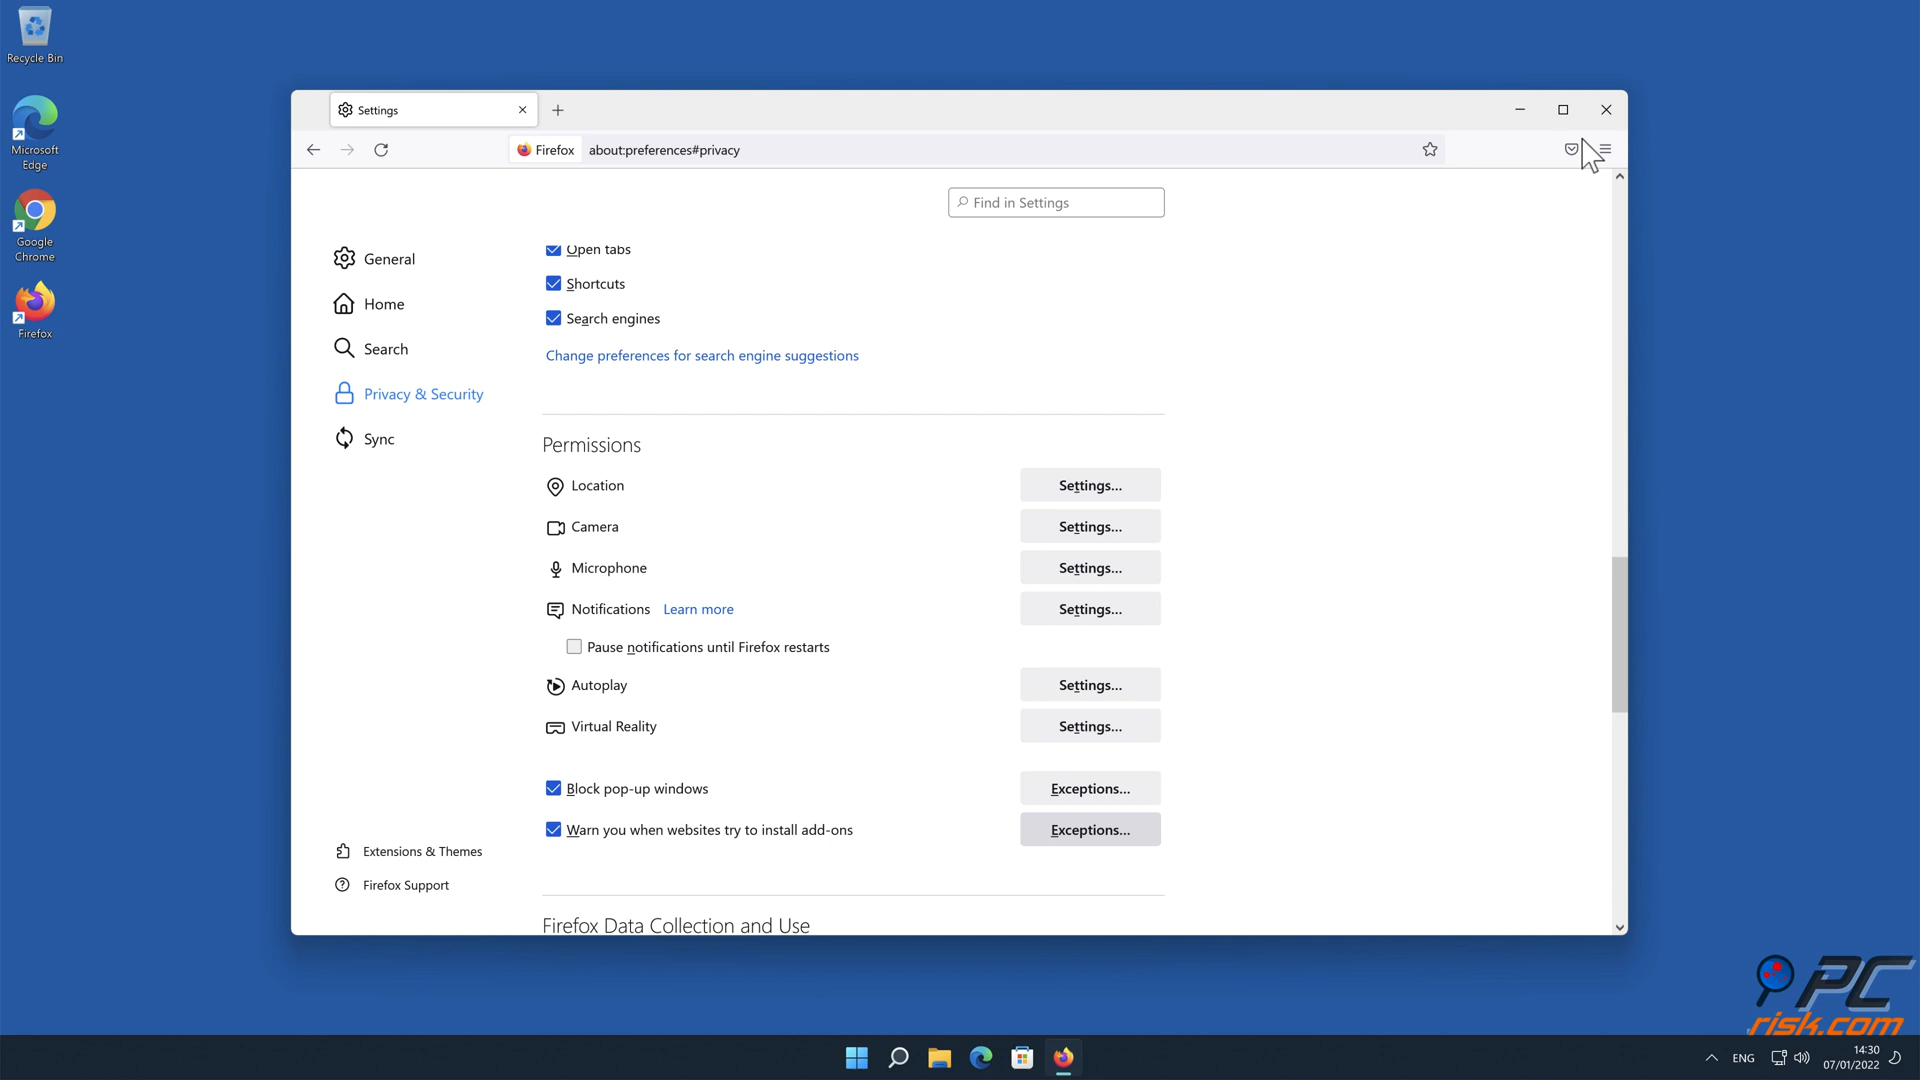 Recycle Bin
Microsoft
Edge
Google
Chrome
Firefox
Settings
Firefox
about:preferences#privacy
Find in Settings
General
Home
Search
Privacy & Security
Sync
Extensions & Themes
Firefox Support
Open tabs
Shortcuts
Search engines
Change preferences for search engine suggestions
Permissions
Location Settings...
Camera Settings...
Microphone Settings...
Notifications Learn more Settings...
Pause notifications until Firefox restarts
Autoplay Settings...
Virtual Reality Settings...
Block pop-up windows Exceptions...
Warn you when websites try to install add-ons Exceptions...
Firefox Data Collection and Use
PC
risk.com
ENG
14:30
07/01/2022